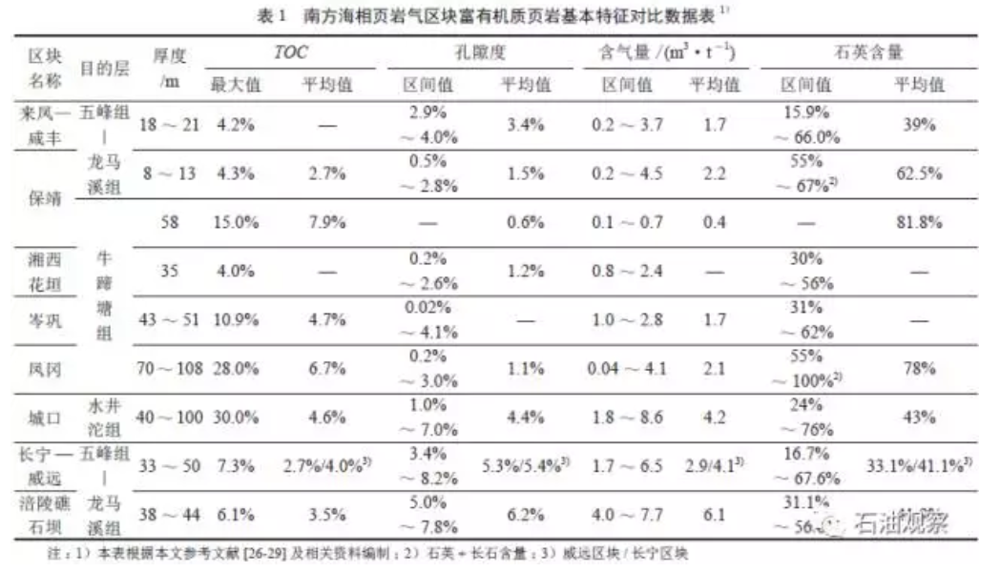 表 1 南方海相页岩气区块富有机质页岩基本特征对比数据表 1)
区块名称 目的层 厚度/m TOC 孔隙度 含气量 /(m³·t⁻¹) 石英含量
最大值 平均值 区间值 平均值 区间值 平均值 区间值 平均值
来凤—咸丰 五峰组|龙马溪组 18～21 4.2% — 2.9%～4.0% 3.4% 0.2～3.7 1.7 15.9%～66.0% 39%
保靖 8～13 4.3% 2.7% 0.5%～2.8% 1.5% 0.2～4.5 2.2 55%～67%2) 62.5%
牛蹄塘组 58 15.0% 7.9% — 0.6% 0.1～0.7 0.4 — 81.8%
湘西花垣 35 4.0% — 0.2%～2.6% 1.2% 0.8～2.4 — 30%～56% —
岑巩 43～51 10.9% 4.7% 0.02%～4.1% — 1.0～2.8 1.7 31%～62% —
凤冈 70～108 28.0% 6.7% 0.2%～3.0% 1.1% 0.04～4.1 2.1 55%～100%2) 78%
城口 水井沱组 40～100 30.0% 4.6% 1.0%～7.0% 4.4% 1.8～8.6 4.2 24%～76% 43%
长宁—威远 五峰组|龙马溪组 33～50 7.3% 2.7%/4.0%3) 3.4%～8.2% 5.3%/5.4%3) 1.7～6.5 2.9/4.13) 16.7%～67.6% 33.1%/41.1%3)
涪陵礁石坝 38～44 6.1% 3.5% 5.0%～7.8% 6.2% 4.0～7.7 6.1 31.1%
石油观察
注：1）本表根据本文参考文献 [26-29] 及相关资料编制；2）石英+长石含量；3）威远区块 / 长宁区块